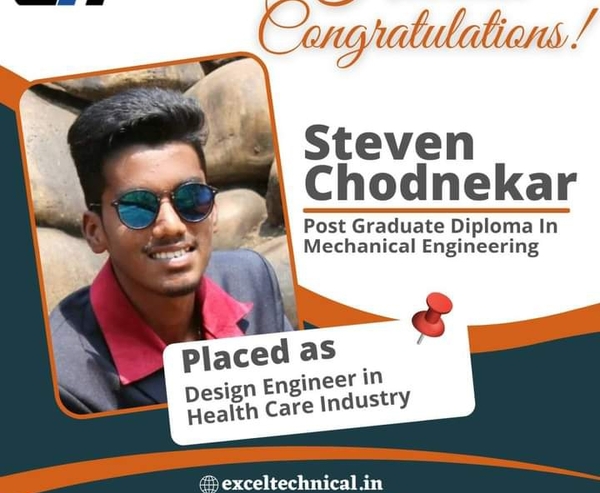 Congratulations!
Steven
Chodnekar
Post Graduate Diploma In
Mechanical Engineering
Placed as
Design Engineer in
Health Care Industry
exceltechnical.in